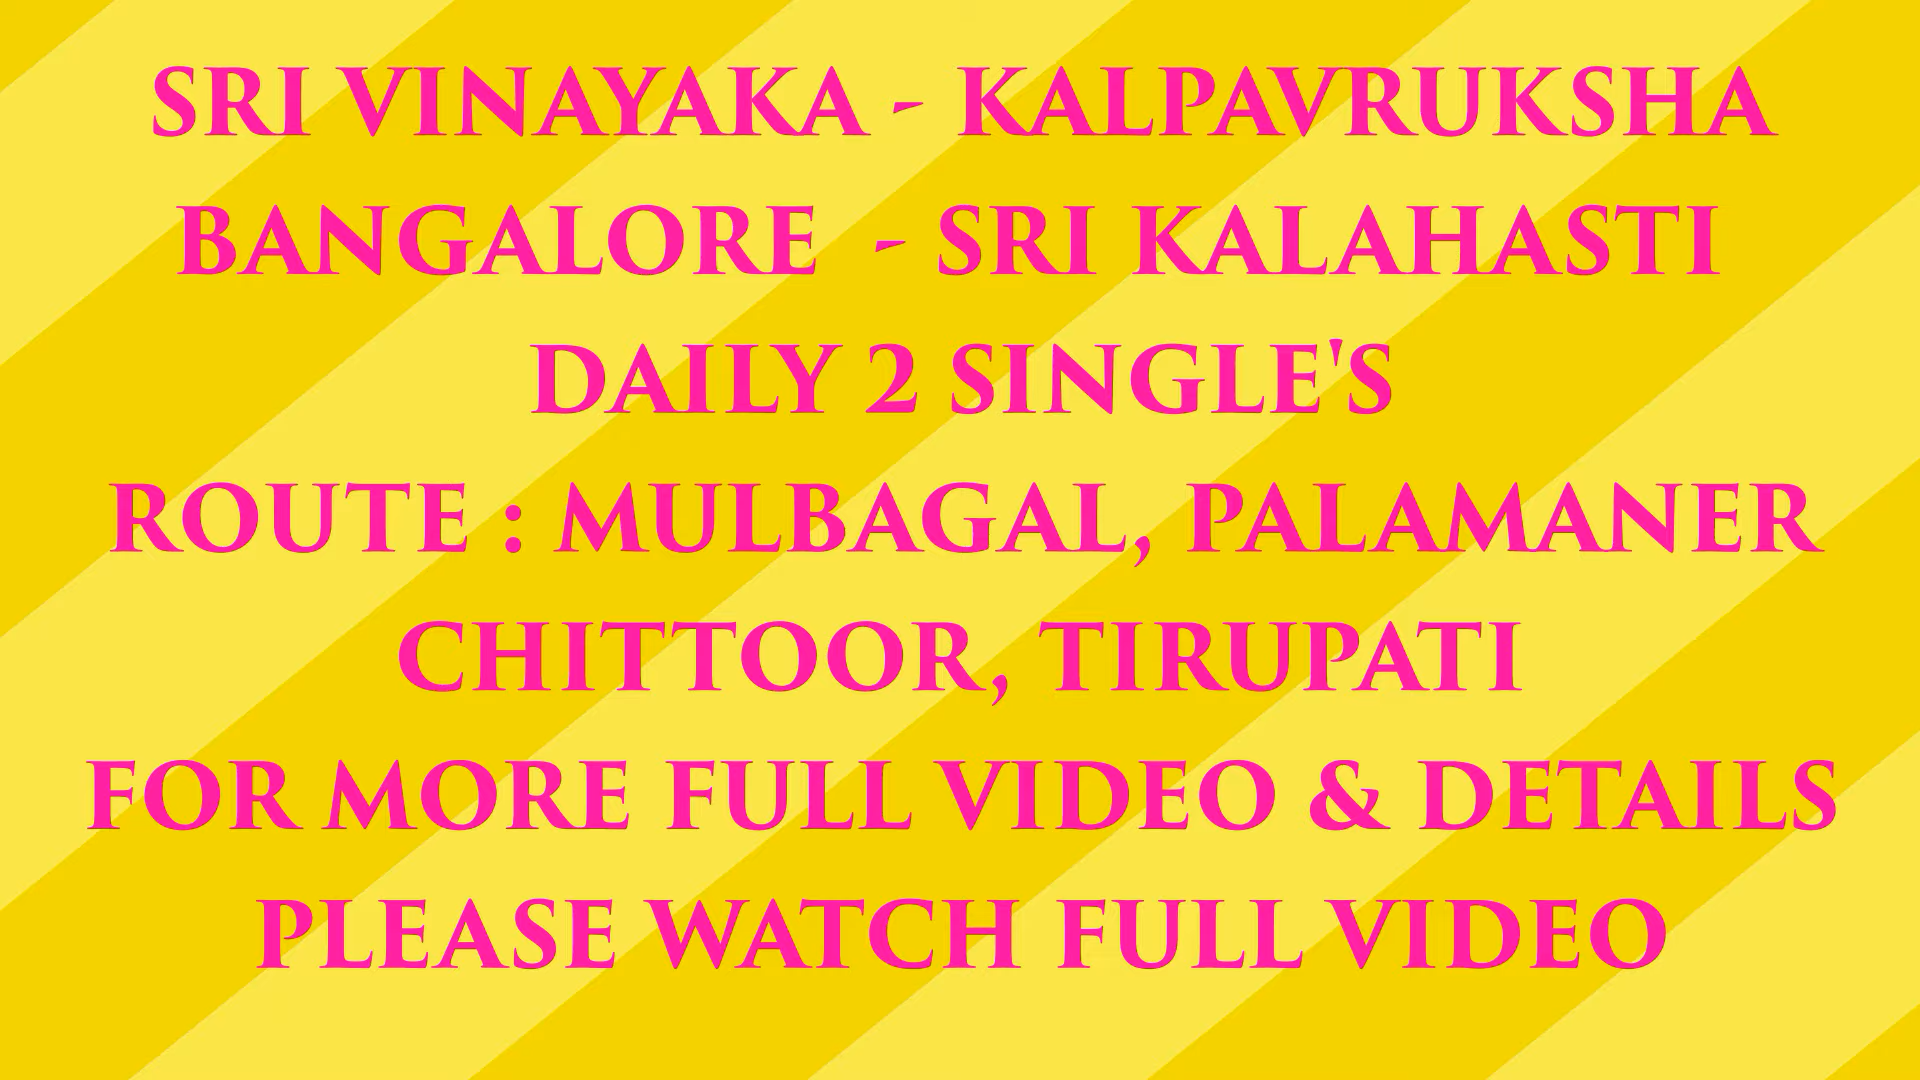 SRI VINAYAKA - KALPAVRUKSHA
BANGALORE - SRI KALAHASTI
DAILY 2 SINGLE'S
ROUTE : MULBAGAL, PALAMANER
CHITTOOR, TIRUPATI
FOR MORE FULL VIDEO & DETAILS
PLEASE WATCH FULL VIDEO